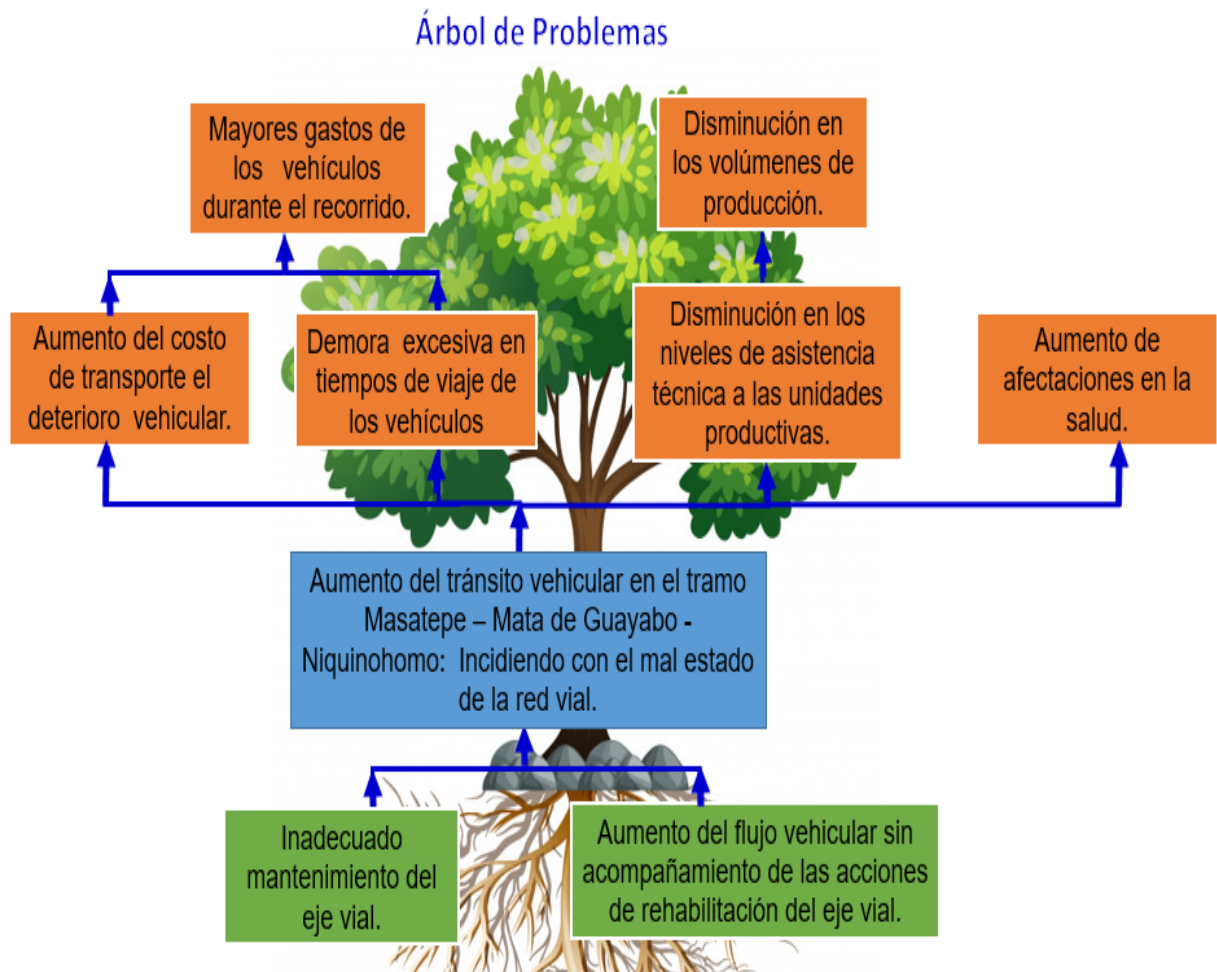 Árbol de Problemas
Mayores gastos de
los vehículos
durante el recorrido.
Disminución en
los volúmenes de
producción.
Aumento del costo
de transporte el
deterioro vehicular.
Demora excesiva en
tiempos de viaje de
los vehículos
Disminución en los
niveles de asistencia
técnica a las unidades
productivas.
Aumento de
afectaciones en la
salud.
Aumento del tránsito vehicular en el tramo
Masatepe – Mata de Guayabo -
Niquinohomo: Incidiendo con el mal estado
de la red vial.
Inadecuado
mantenimiento del
eje vial.
Aumento del flujo vehicular sin
acompañamiento de las acciones
de rehabilitación del eje vial.